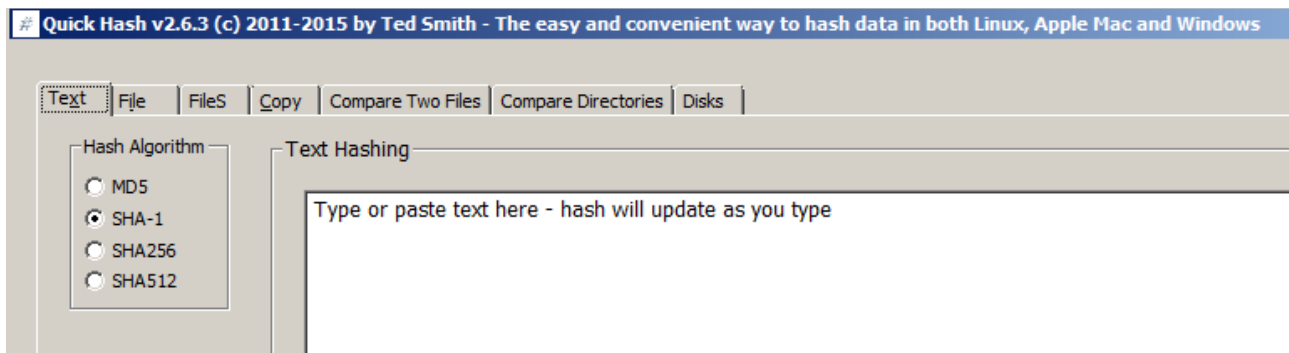 # Quick Hash v2.6.3 (c) 2011-2015 by Ted Smith - The easy and convenient way to hash data in both Linux, Apple Mac and Windows
Text File FileS Copy Compare Two Files Compare Directories Disks
Hash Algorithm
Text Hashing
MD5
Type or paste text here - hash will update as you type
SHA-1
SHA256
SHA512